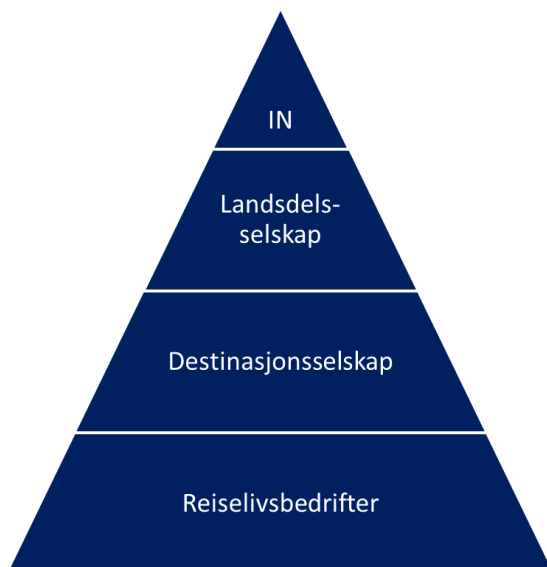 IN
Landsdels-
selskap
Destinasjonsselskap
Reiselivsbedrifter